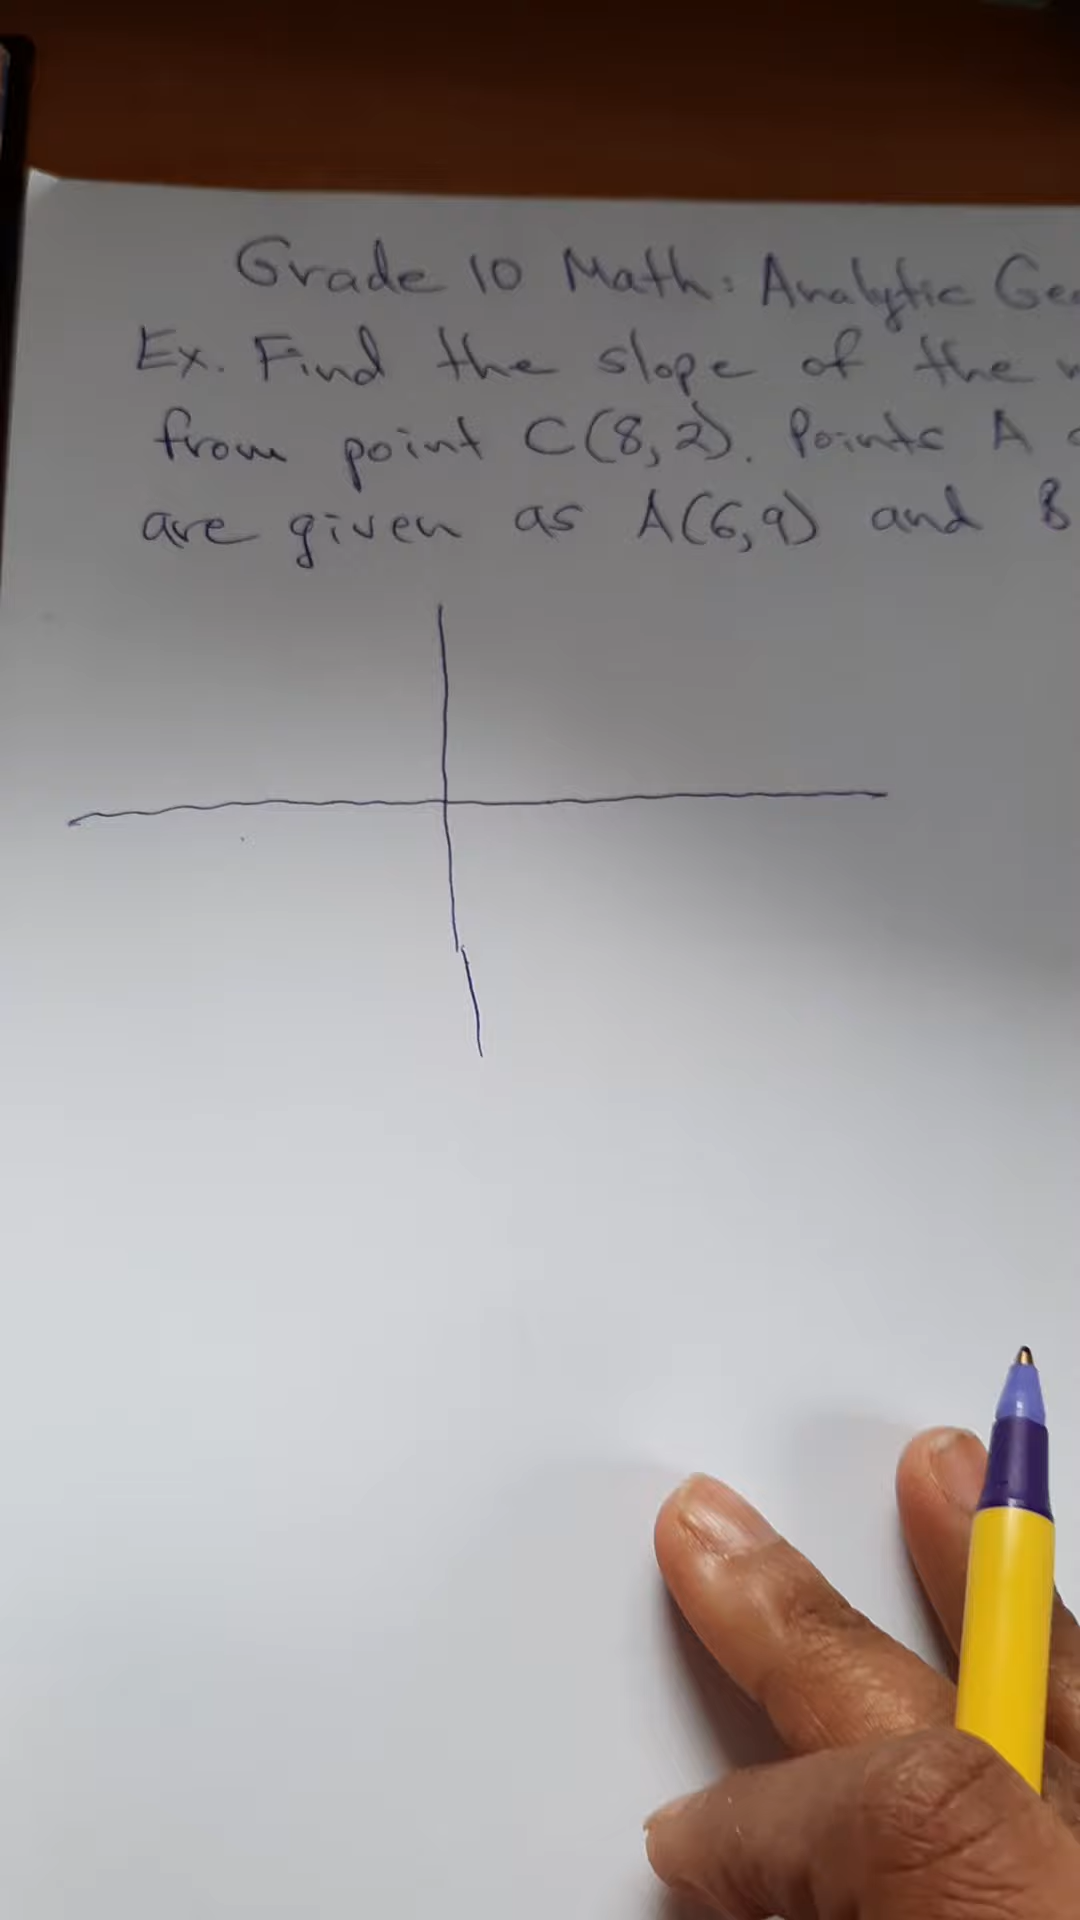 Grade 10 Math: Analytic Geo
Ex. Find the slope of the
from point C(8,2). Points A
are given as A(6,9) and B